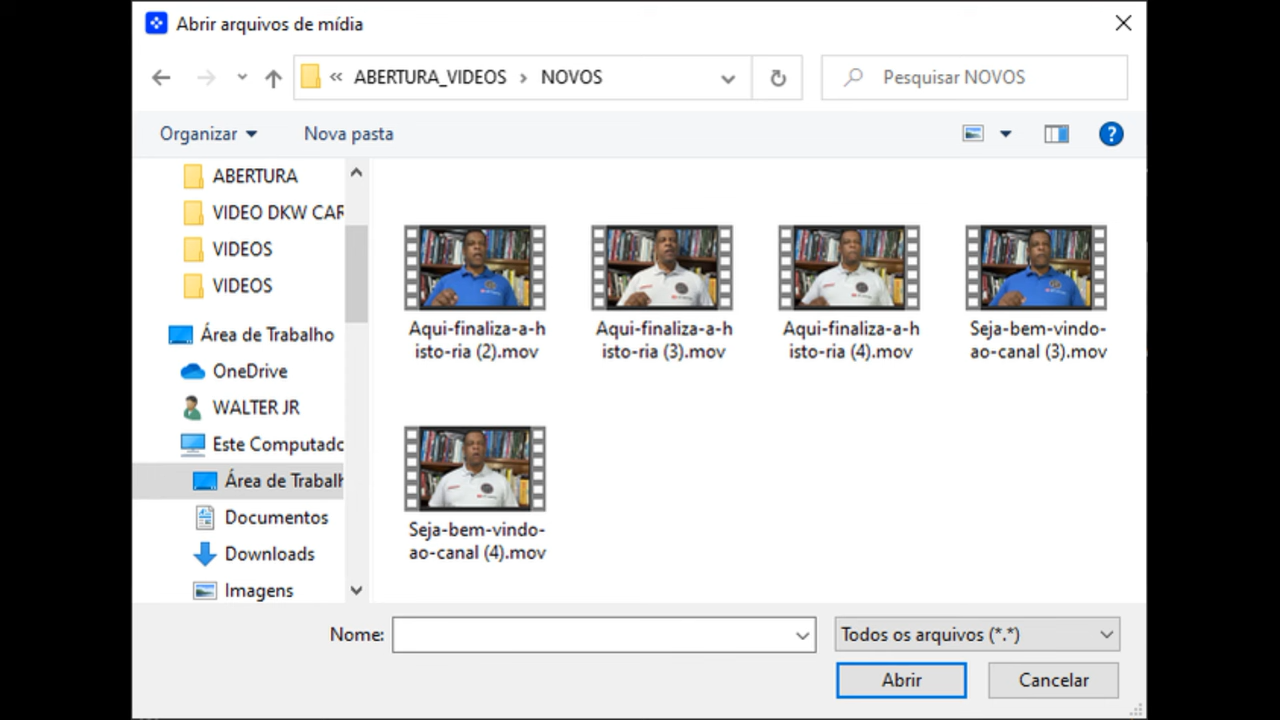 Abrir arquivos de mídia
« ABERTURA_VIDEOS › NOVOS
Pesquisar NOVOS
Organizar
Nova pasta
ABERTURA
VIDEO DKW CAR
VIDEOS
VIDEOS
Área de Trabalho
OneDrive
WALTER JR
Este Computado
Área de Trabalh
Documentos
Downloads
Imagens
Aqui-finaliza-a-h
isto-ria (2).mov
Aqui-finaliza-a-h
isto-ria (3).mov
Aqui-finaliza-a-h
isto-ria (4).mov
Seja-bem-vindo-
ao-canal (3).mov
Seja-bem-vindo-
ao-canal (4).mov
Nome:
Todos os arquivos (*.*)
Abrir
Cancelar